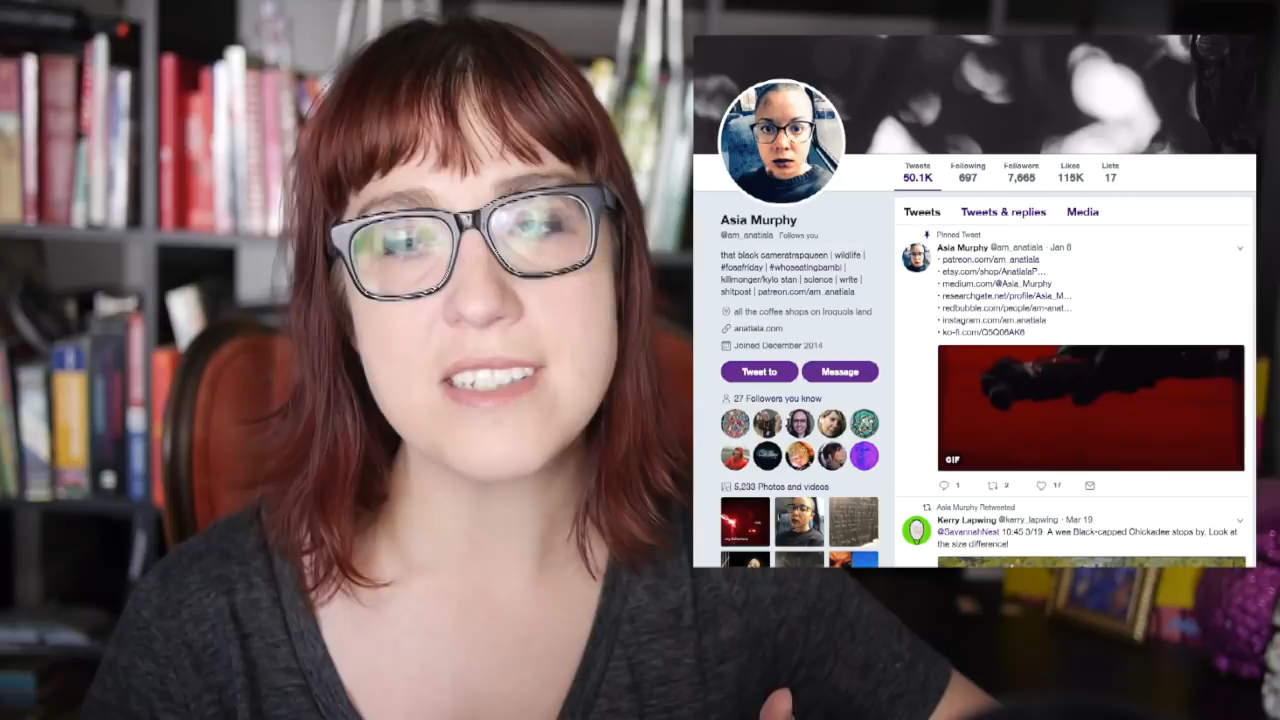 Tweets Following Followers Likes Lists
50.1K 697 7,665 115K 17
Asia Murphy
@am_anatiala Follows you
that black cameratrapqueen | wildlife |
#fosafriday | #whoseatingbambi |
killmonger/kylo stan | science | write |
shitpost | patreon.com/am_anatiala
all the coffee shops on Iroquois land
anatiala.com
Joined December 2014
Tweet to Message
27 Followers you know
5,233 Photos and videos
Tweets Tweets & replies Media
Pinned Tweet
Asia Murphy @am_anatiala · Jan 8
• patreon.com/am_anatiala
• etsy.com/shop/AnatialaP…
• medium.com/@Asia_Murphy
• researchgate.net/profile/Asia_M…
• redbubble.com/people/am-anat…
• instagram.com/am.anatiala
• ko-fi.com/Q5Q06AK6
GIF
1 2 17
Asia Murphy Retweeted
Kerry Lapwing @kerry_lapwing · Mar 19
@SavannahNest 10:45 3/19 A wee Black-capped Chickadee stops by. Look at
the size difference!